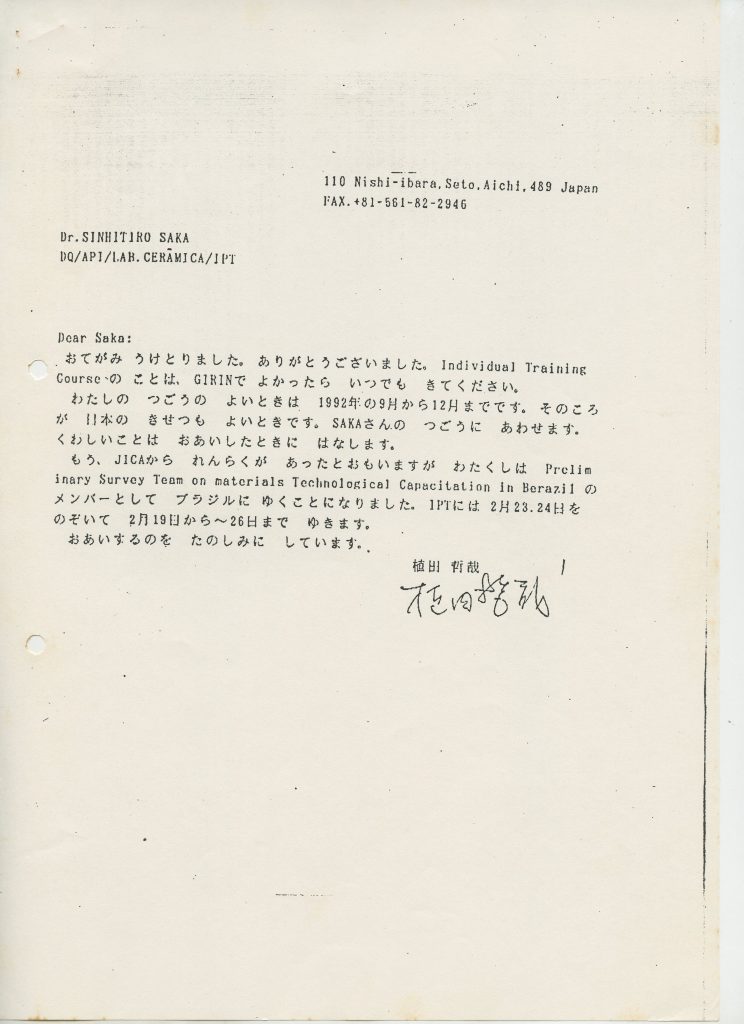 110 Nishi-ibara,Seto,Aichi,489 Japan
FAX.+81-561-82-2946
Dr.SINHITIRO SAKA
DQ/API/LAB.CERÂMICA/IPT
Dear Saka:
おてがみ うけとりました。ありがとうございました。Individual Training
Course の ことは、GIRINで よかったら いつでも きてください。
わたしの つごうの よいときは 1992年の9月から12月までです。そのころ
が 日本の きせつも よいときです。SAKAさんの つごうに あわせます。
くわしいことは おあいしたときに はなします。
もう、JICAから れんらくが あったとおもいますが わたくしは Prelim
inary Survey Team on materials Technological Capacitation in Berazil の
メンバーとして ブラジルに ゆくことになりました。IPTには 2月23.24日を
のぞいて 2月19日から～26日まで ゆきます。
おあいするのを たのしみに しています。.
植田 哲哉
植田哲哉